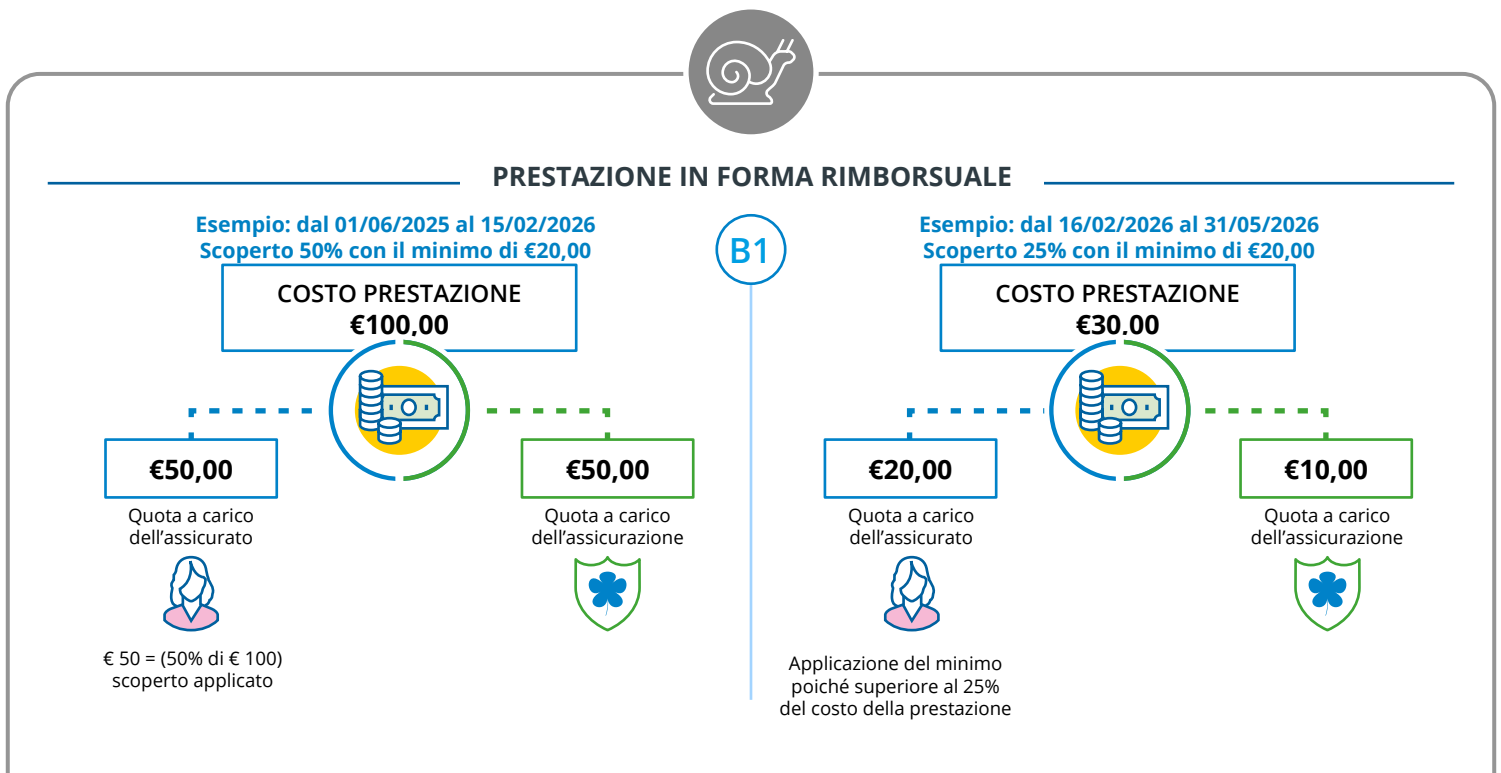 PRESTAZIONE IN FORMA RIMBORSUALE
Esempio: dal 01/06/2025 al 15/02/2026
Scoperto 50% con il minimo di €20,00
COSTO PRESTAZIONE
€100,00
€50,00
Quota a carico
dell'assicurato
€50,00
Quota a carico
dell'assicurazione
€ 50 = (50% di € 100)
scoperto applicato
B1
Esempio: dal 16/02/2026 al 31/05/2026
Scoperto 25% con il minimo di €20,00
COSTO PRESTAZIONE
€30,00
€20,00
Quota a carico
dell'assicurato
€10,00
Quota a carico
dell'assicurazione
Applicazione del minimo
poiché superiore al 25%
del costo della prestazione